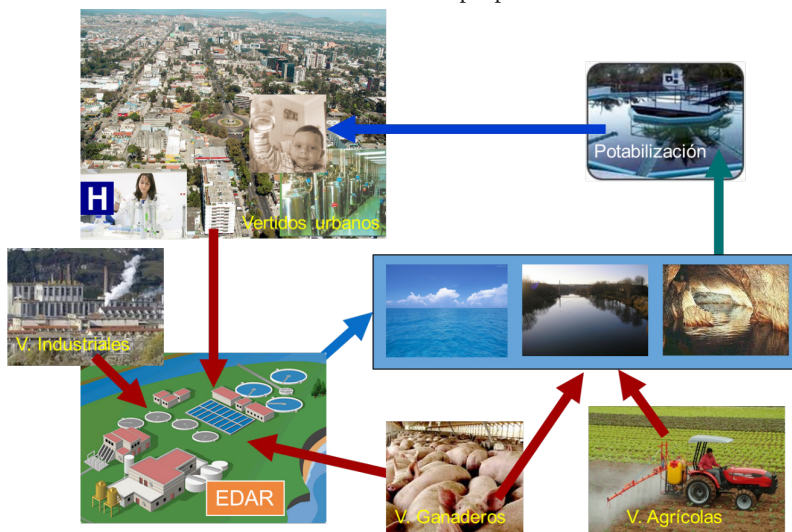 Potabilización
H
Vertidos urbanos
V. Industriales
EDAR
V. Ganaderos
V. Agrícolas